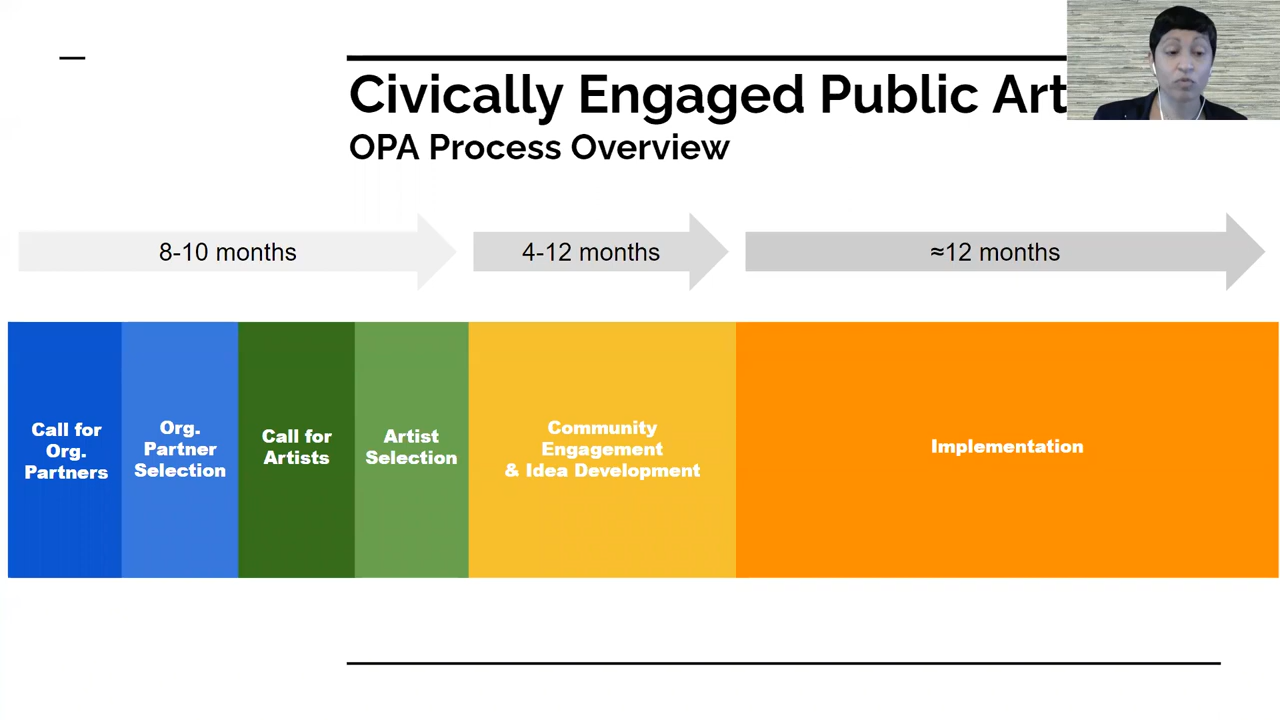 Civically Engaged Public Art
OPA Process Overview
8-10 months
4-12 months
≈12 months
Call for
Org.
Partners
Org.
Partner
Selection
Call for
Artists
Artist
Selection
Community
Engagement
& Idea Development
Implementation